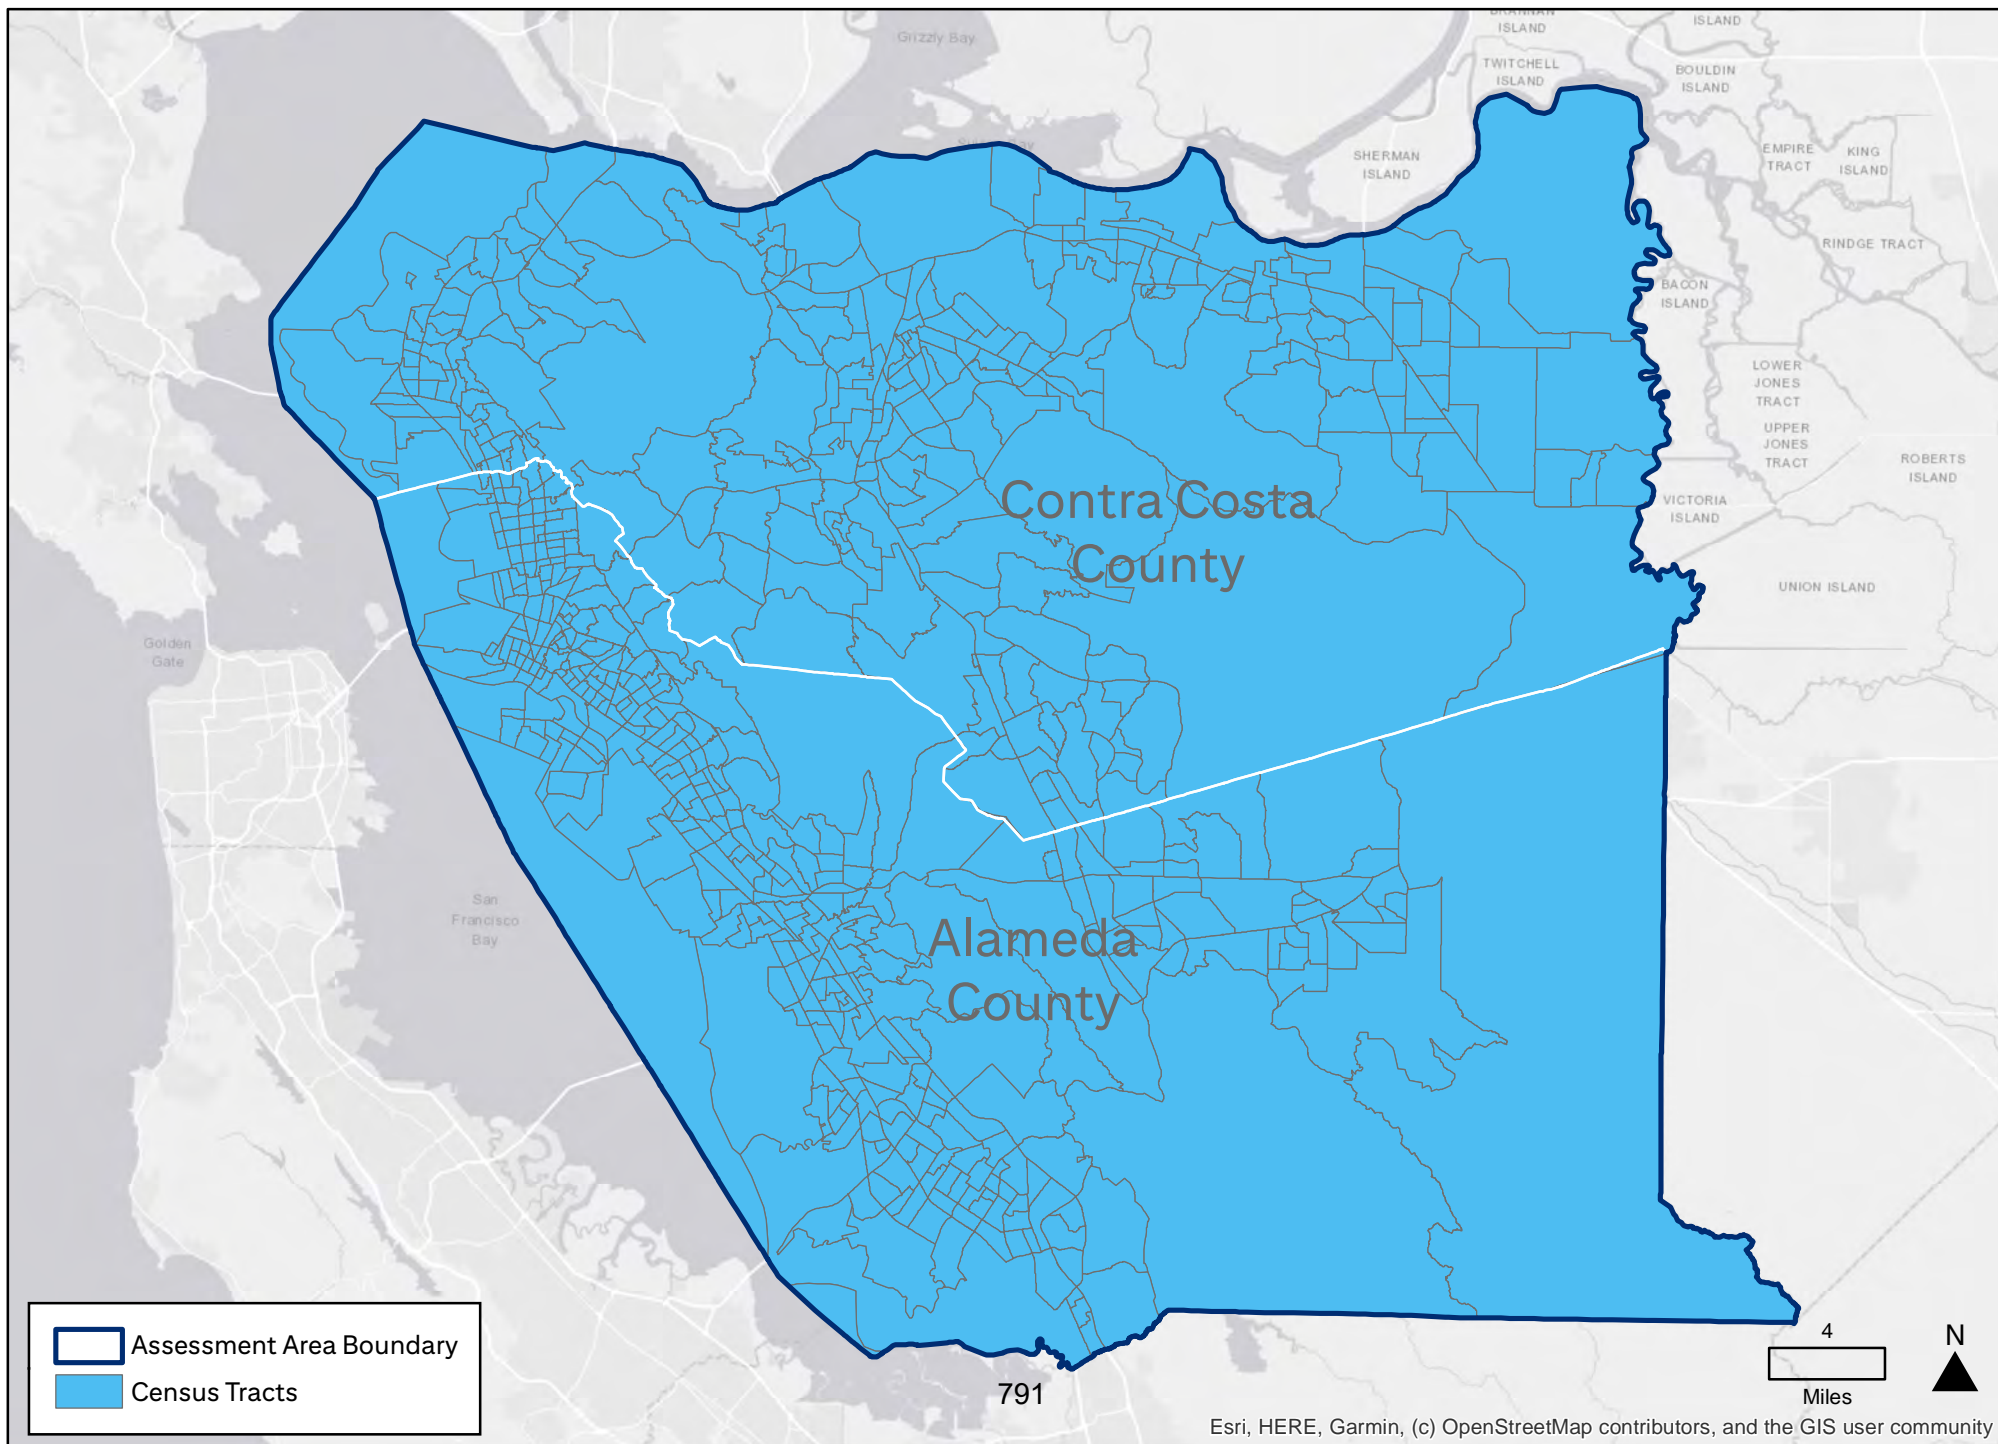 Grizzly Bay
BRANNAN
ISLAND
ISLAND
TWITCHELL
ISLAND
BOULDIN
ISLAND
SHERMAN
ISLAND
EMPIRE
TRACT
KING
ISLAND
RINDGE TRACT
BACON
ISLAND
LOWER
JONES
TRACT
UPPER
JONES
TRACT
ROBERTS
ISLAND
VICTORIA
ISLAND
UNION ISLAND
Contra Costa
County
Golden
Gate
San
Francisco
Bay
Alameda
County
Assessment Area Boundary
Census Tracts
791
4
Miles
N
Esri, HERE, Garmin, (c) OpenStreetMap contributors, and the GIS user community